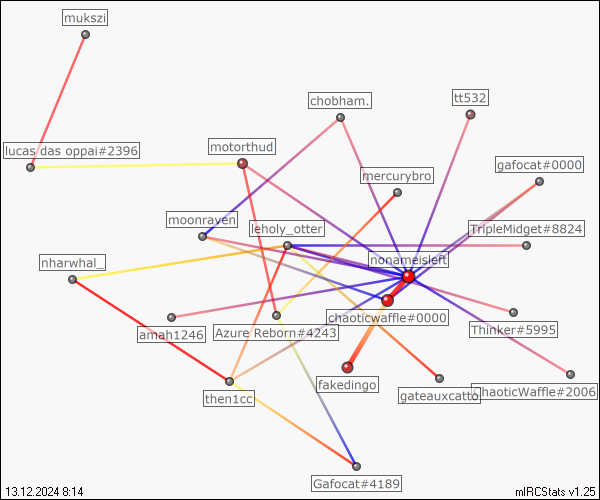 mukszi
chobham.
tt532
lucas das oppai#2396
motorthud
mercurybro
gafocat#0000
moonraven
leholy_otter
TripleMidget#8824
nharwhal_
nonameisleft
chaoticwaffle#0000
amah1246
Azure Reborn#4243
Thinker#5995
fakedingo
gateauxcatto
ChaoticWaffle#2006
then1cc
Gafocat#4189
13.12.2024 8:14
mIRCStats v1.25